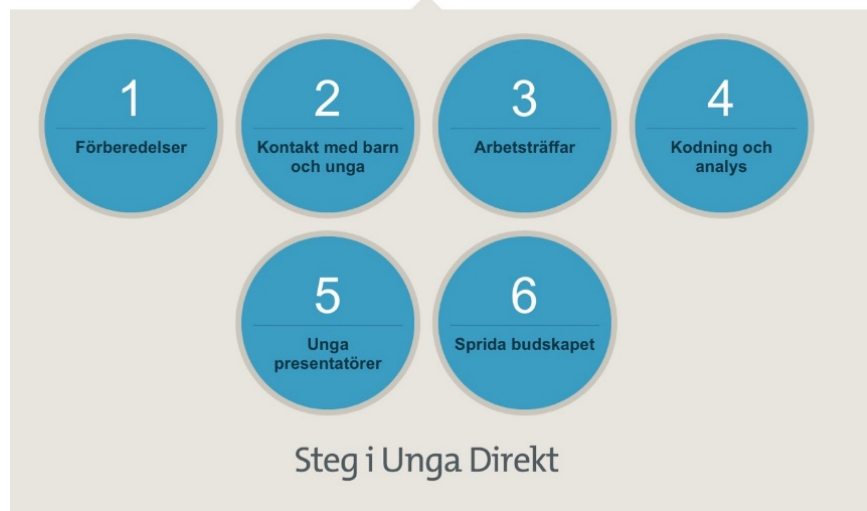 1
Förberedelser
2
Kontakt med barn
och unga
3
Arbetsträffar
4
Kodning och
analys
5
Unga
presentatörer
6
Sprida budskapet
Steg i Unga Direkt